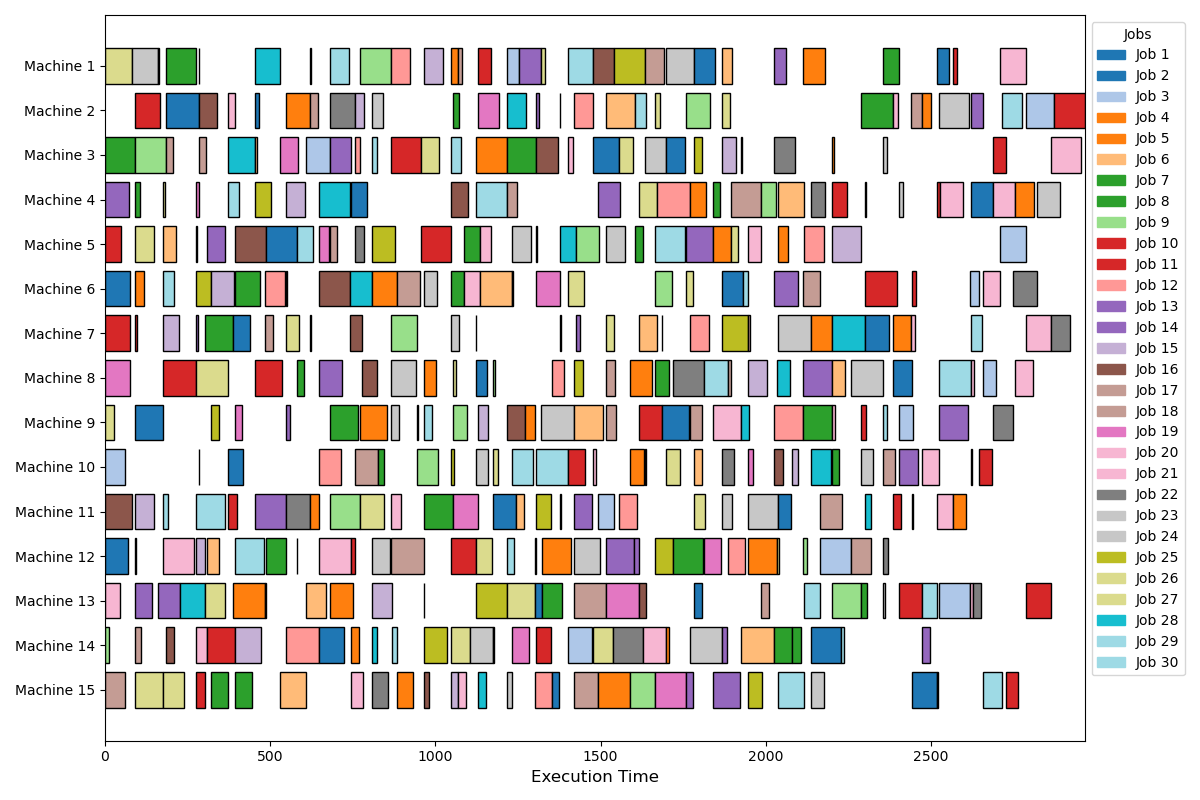 Machine 1
Machine 2
Machine 3
Machine 4
Machine 5
Machine 6
Machine 7
Machine 8
Machine 9
Machine 10
Machine 11
Machine 12
Machine 13
Machine 14
Machine 15
0 500 1000 1500 2000 2500
Execution Time
Jobs
Job 1
Job 2
Job 3
Job 4
Job 5
Job 6
Job 7
Job 8
Job 9
Job 10
Job 11
Job 12
Job 13
Job 14
Job 15
Job 16
Job 17
Job 18
Job 19
Job 20
Job 21
Job 22
Job 23
Job 24
Job 25
Job 26
Job 27
Job 28
Job 29
Job 30